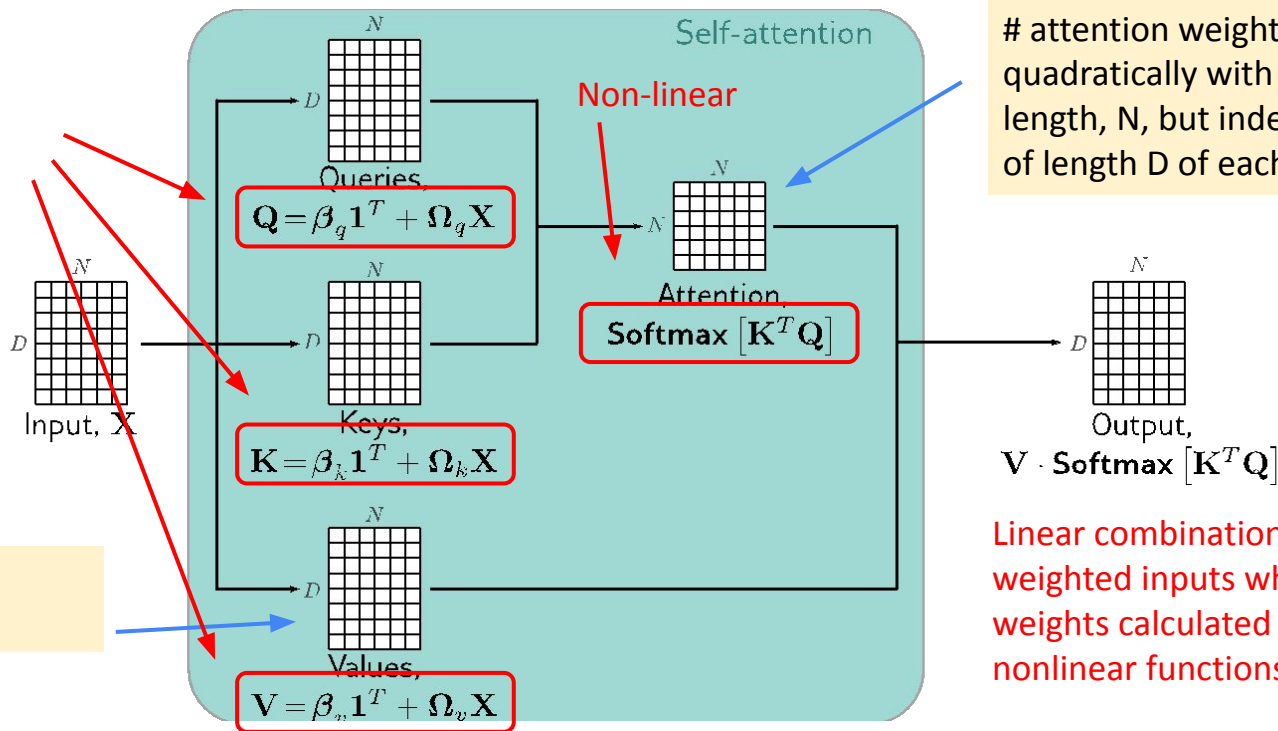 Self-attention
# attention weight
quadratically with
length, N, but inde
of length D of each
Non-linear
N
D
Queries,
Q = β_q 1^T + Ω_q X
N
N
Attention,
Softmax [K^T Q]
N
D
Input, X
N
D
Keys,
K = β_k 1^T + Ω_k X
N
D
Output,
V · Softmax [K^T Q]
N
D
Values,
V = β_v 1^T + Ω_v X
Linear combination
weighted inputs wh
weights calculated
nonlinear functions